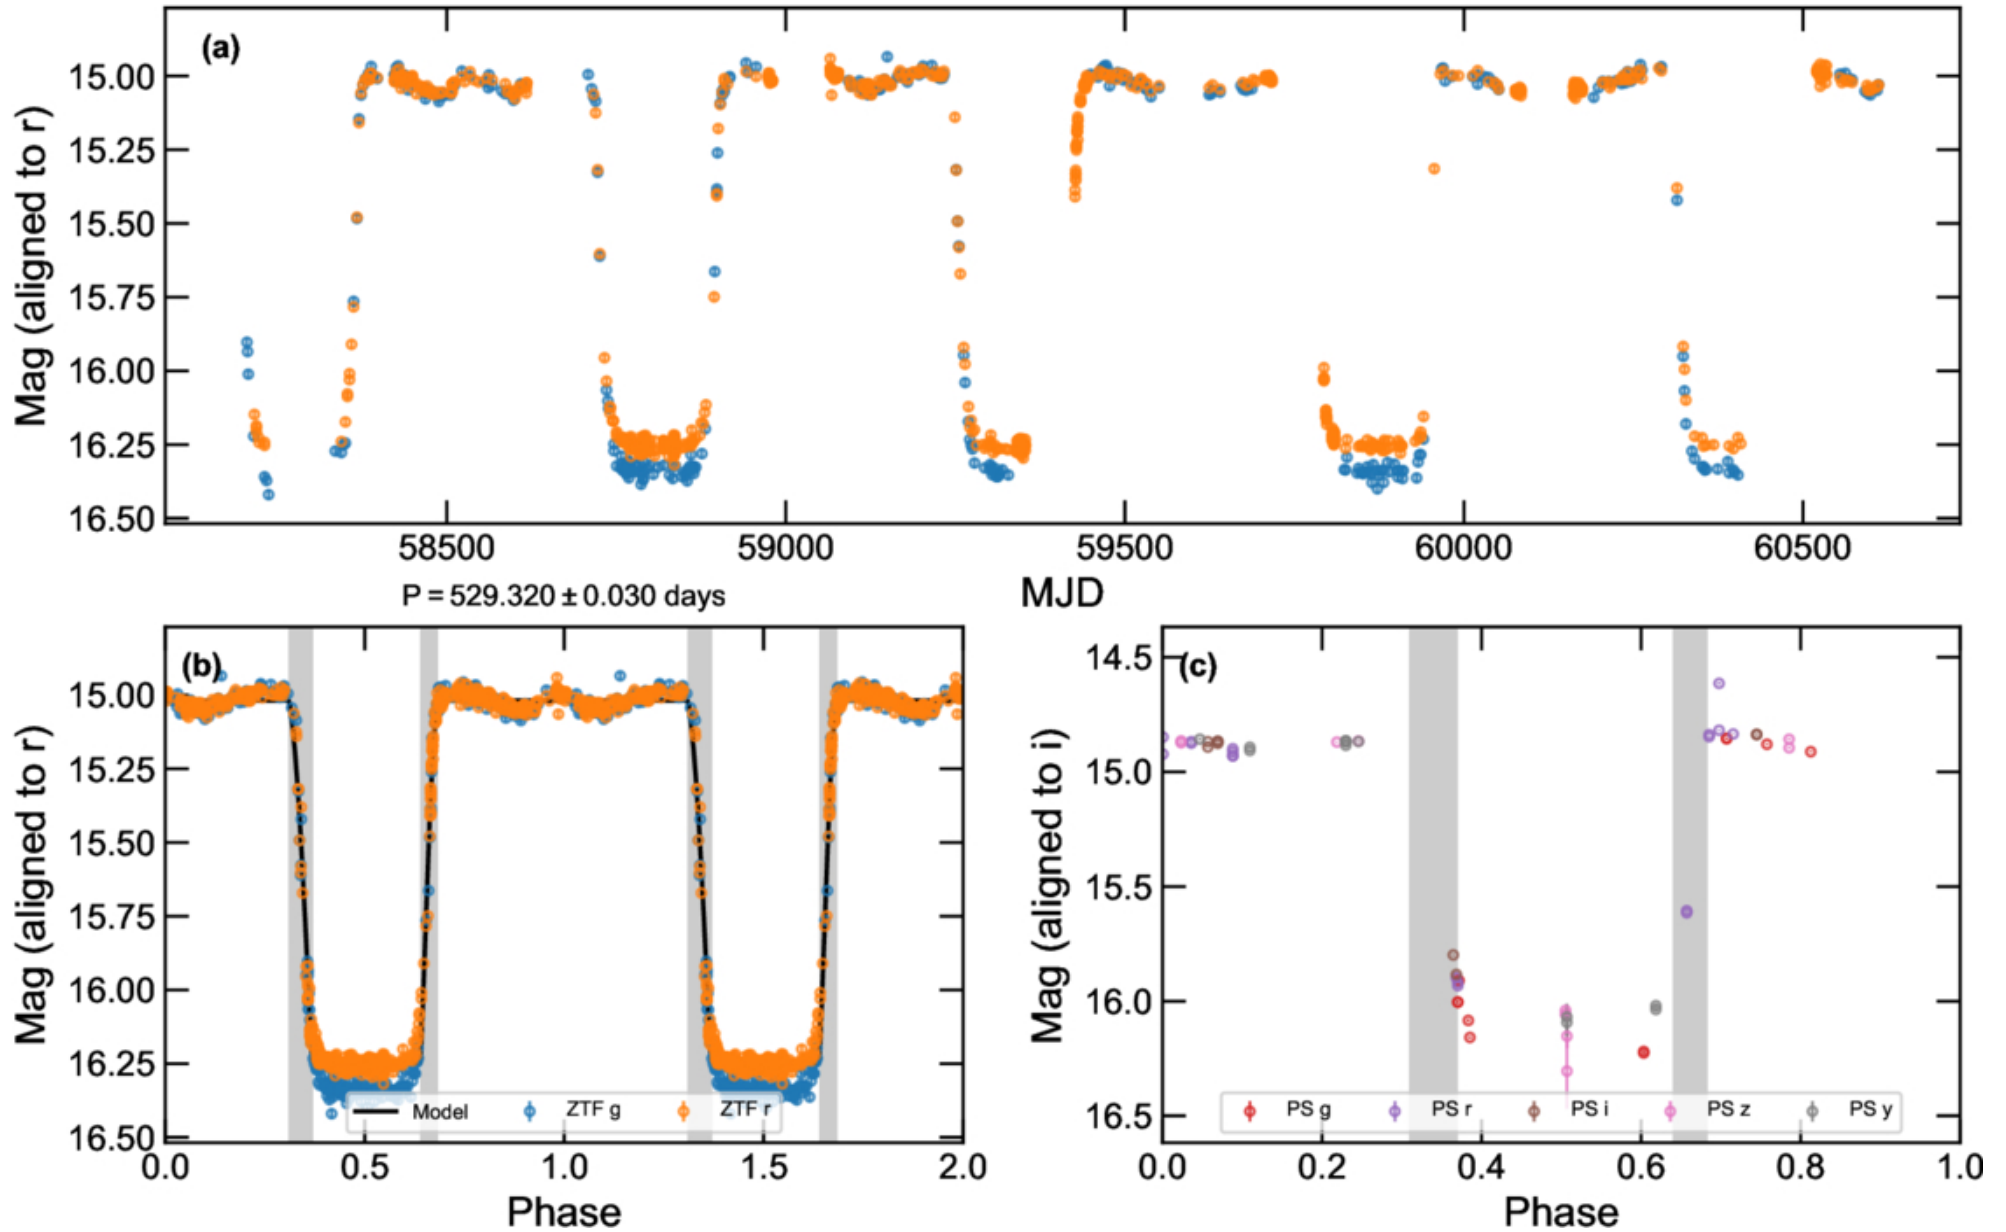 (a)
Mag (aligned to r)
15.00
15.25
15.50
15.75
16.00
16.25
16.50
58500 59000 59500 60000 60500
MJD
P = 529.320 ± 0.030 days
(b)
Mag (aligned to r)
15.00
15.25
15.50
15.75
16.00
16.25
16.50
Model ZTF g ZTF r
0.0 0.5 1.0 1.5 2.0
Phase
(c)
Mag (aligned to i)
14.5
15.0
15.5
16.0
16.5
PS g PS r PS i PS z PS y
0.0 0.2 0.4 0.6 0.8 1.0
Phase